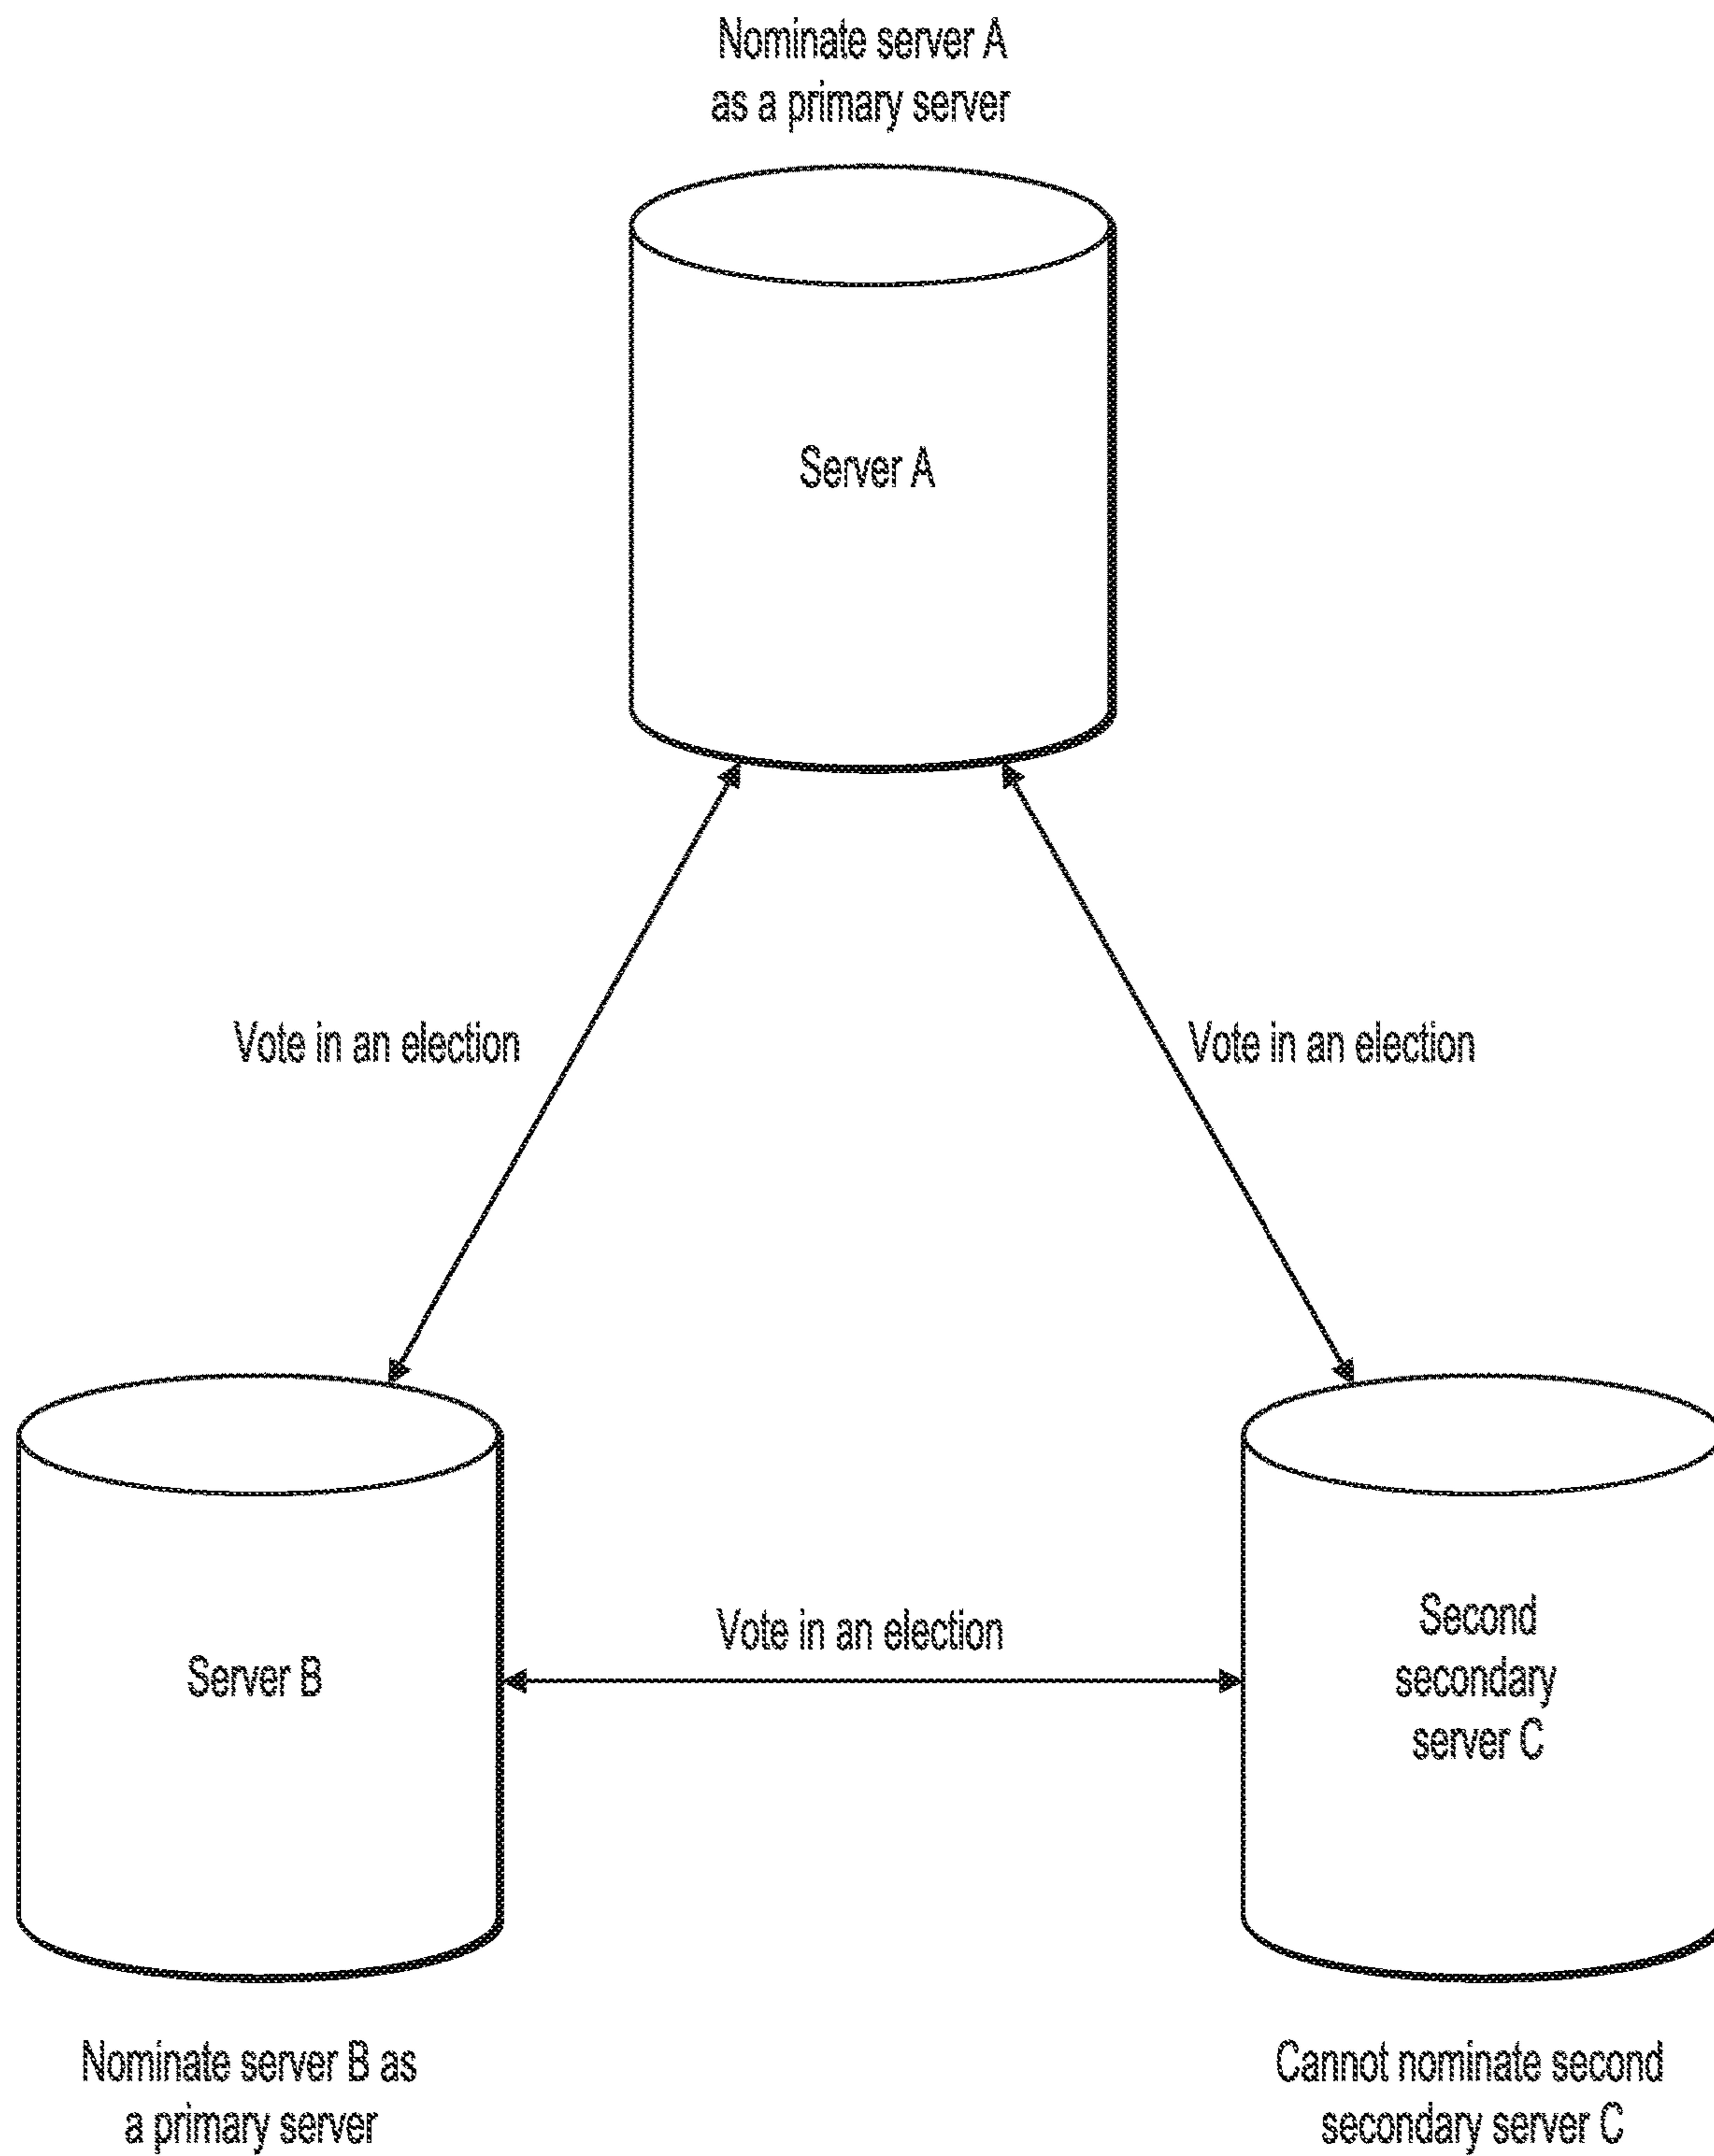 Nominate server A
as a primary server
Server A
Vote in an election
Vote in an election
Server B
Vote in an election
Second
secondary
server C
Nominate server B as
a primary server
Cannot nominate second
secondary server C